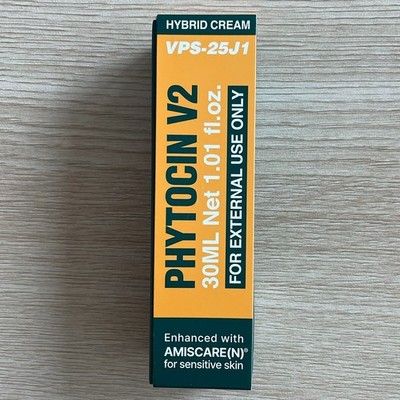 HYBRID CREAM
VPS-25J1
PHYTOCIN V2
30ML Net 1.01 fl.oz.
FOR EXTERNAL USE ONLY
Enhanced with
AMISCARE(N)®
for sensitive skin